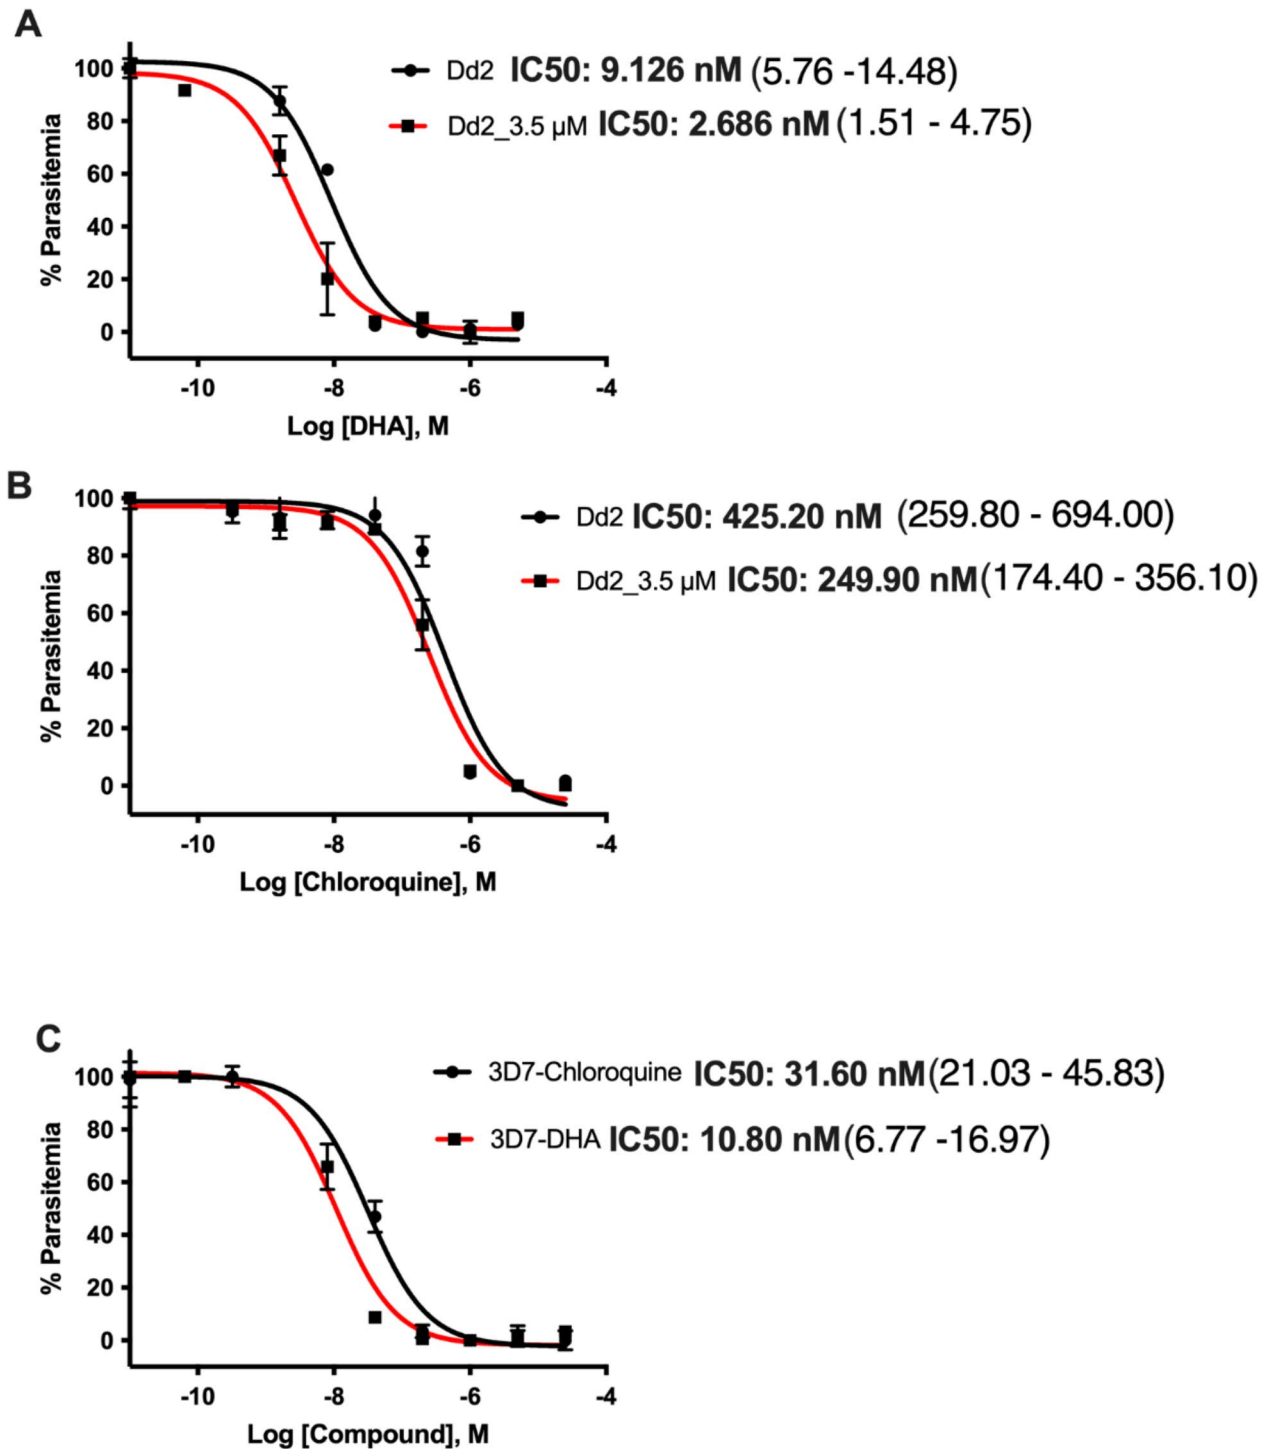 A
Dd2 IC50: 9.126 nM (5.76 -14.48)
Dd2_3.5 µM IC50: 2.686 nM (1.51 - 4.75)
100
80
60
40
20
0
% Parasitemia
-10 -8 -6 -4
Log [DHA], M
B
Dd2 IC50: 425.20 nM (259.80 - 694.00)
Dd2_3.5 µM IC50: 249.90 nM(174.40 - 356.10)
100
80
60
40
20
0
% Parasitemia
-10 -8 -6 -4
Log [Chloroquine], M
C
3D7-Chloroquine IC50: 31.60 nM(21.03 - 45.83)
3D7-DHA IC50: 10.80 nM(6.77 -16.97)
100
80
60
40
20
0
% Parasitemia
-10 -8 -6 -4
Log [Compound], M